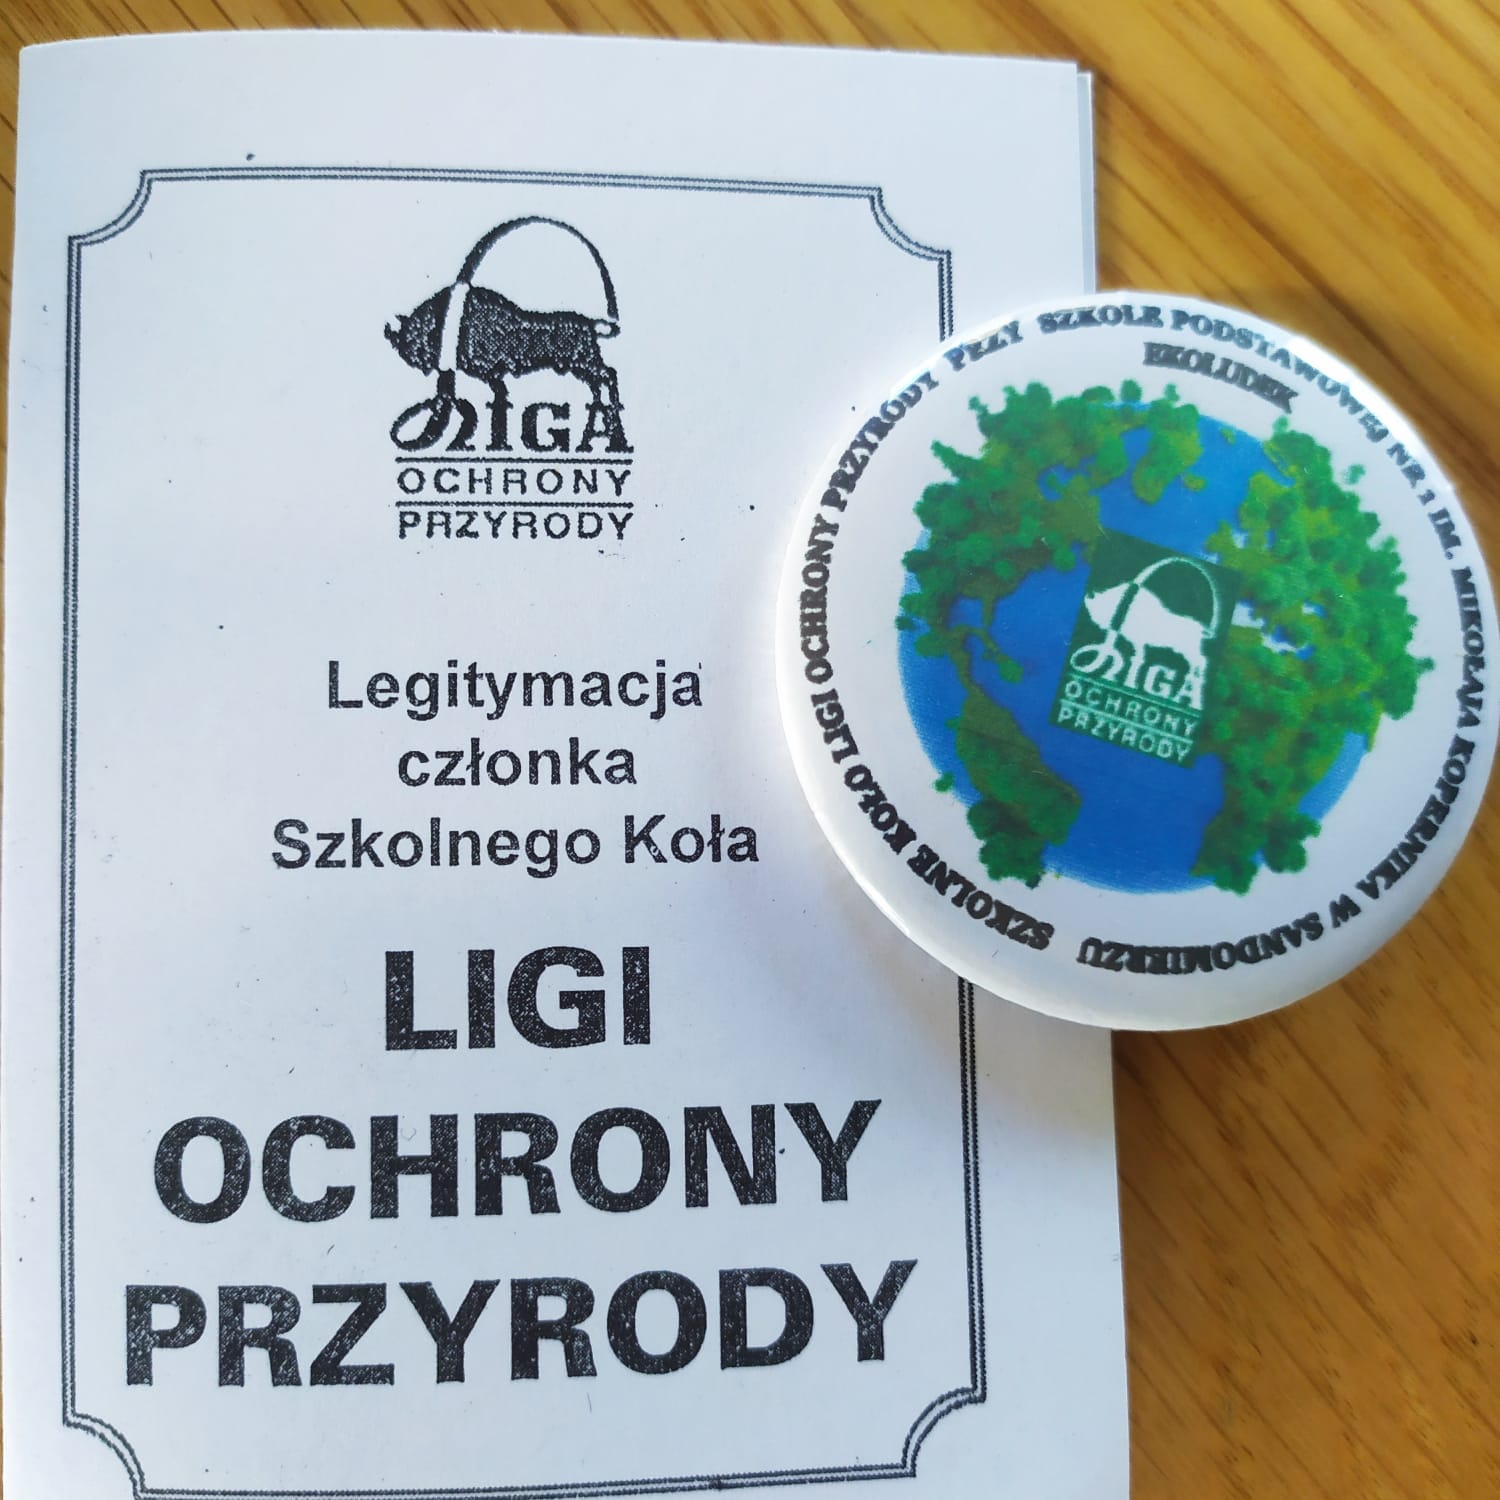 LIGA
OCHRONY
PRZYRODY
Legitymacja
członka
Szkolnego Koła
LIGI
OCHRONY
PRZYRODY
SZKOLNE KOŁO LIGI OCHRONY PRZYRODY PRZY SZKOLE PODSTAWOWEJ NR 1 IM. MIKOŁAJA KOPERNIKA W SANDOMIERZU
EKOLUDEK
LIGA
OCHRONY
PRZYRODY